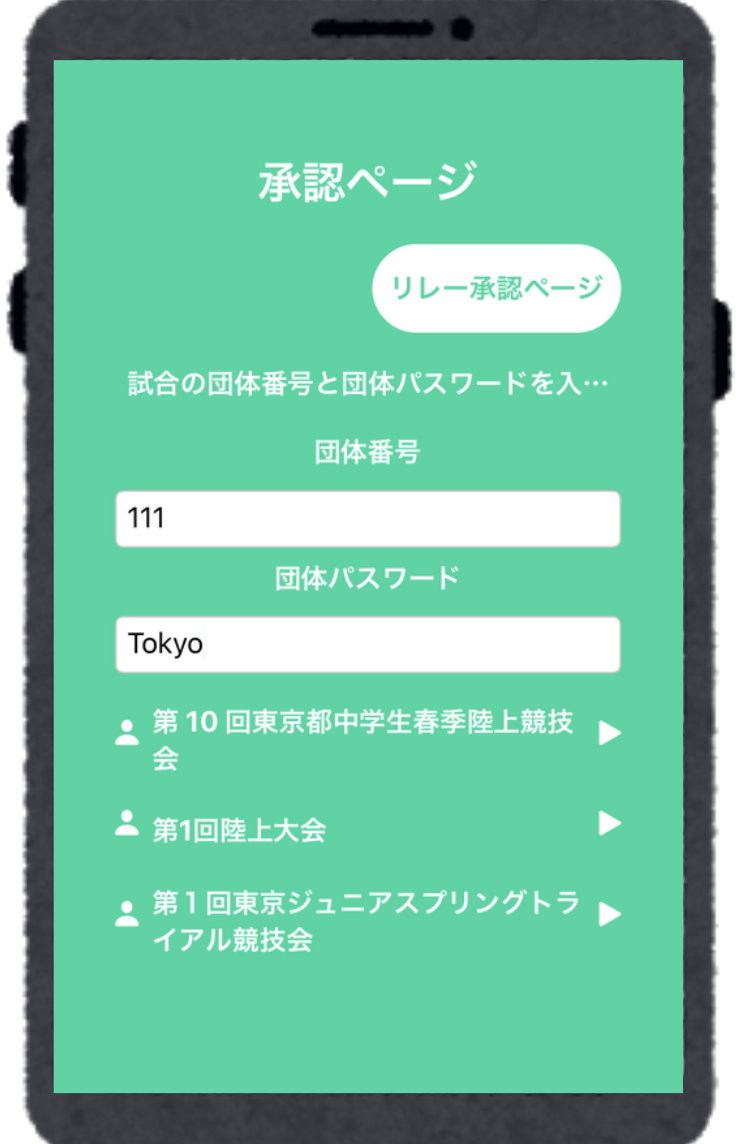 承認ページ
リレー承認ページ
試合の団体番号と団体パスワードを入…
団体番号
111
団体パスワード
Tokyo
第 10 回東京都中学生春季陸上競技
会
第1回陸上大会
第 1 回東京ジュニアスプリングトラ
イアル競技会